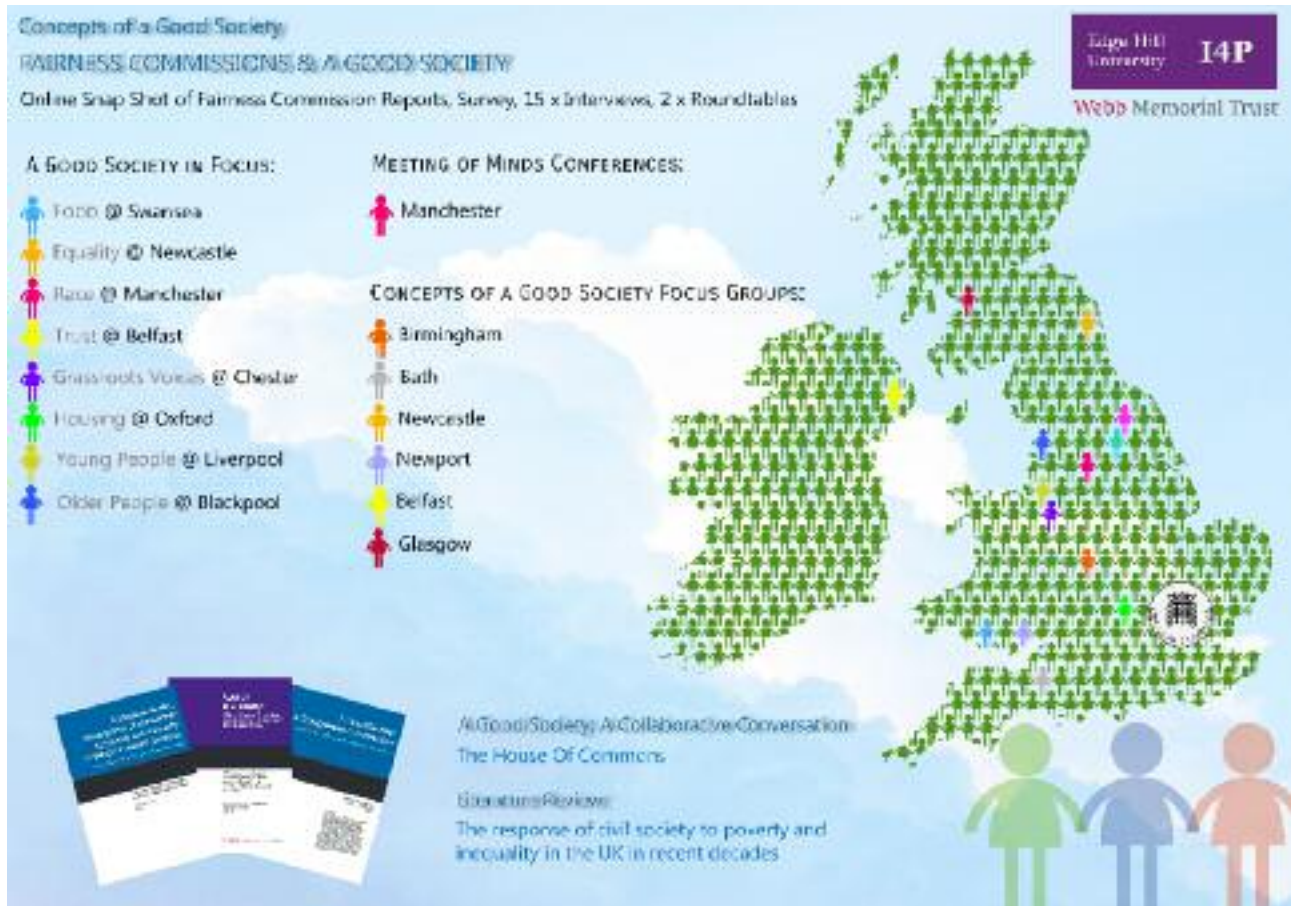 Concepts of a Good Society
FAIRNESS COMMISSIONS & A GOOD SOCIETY
Online Snap Shot of Fairness Commission Reports, Survey, 15 x Interviews, 2 x Roundtables
Edge Hill University
I4P
Webb Memorial Trust
A GOOD SOCIETY IN FOCUS:
Food @ Swansea
Equality @ Newcastle
Race @ Manchester
Trust @ Belfast
Grassroots Voices @ Chester
Housing @ Oxford
Young People @ Liverpool
Older People @ Blackpool
MEETING OF MINDS CONFERENCES:
Manchester
CONCEPTS OF A GOOD SOCIETY FOCUS GROUPS:
Birmingham
Bath
Newcastle
Newport
Belfast
Glasgow
A Good Society: A Collaborative Conversation
The House Of Commons
Literature Review:
The response of civil society to poverty and
inequality in the UK in recent decades